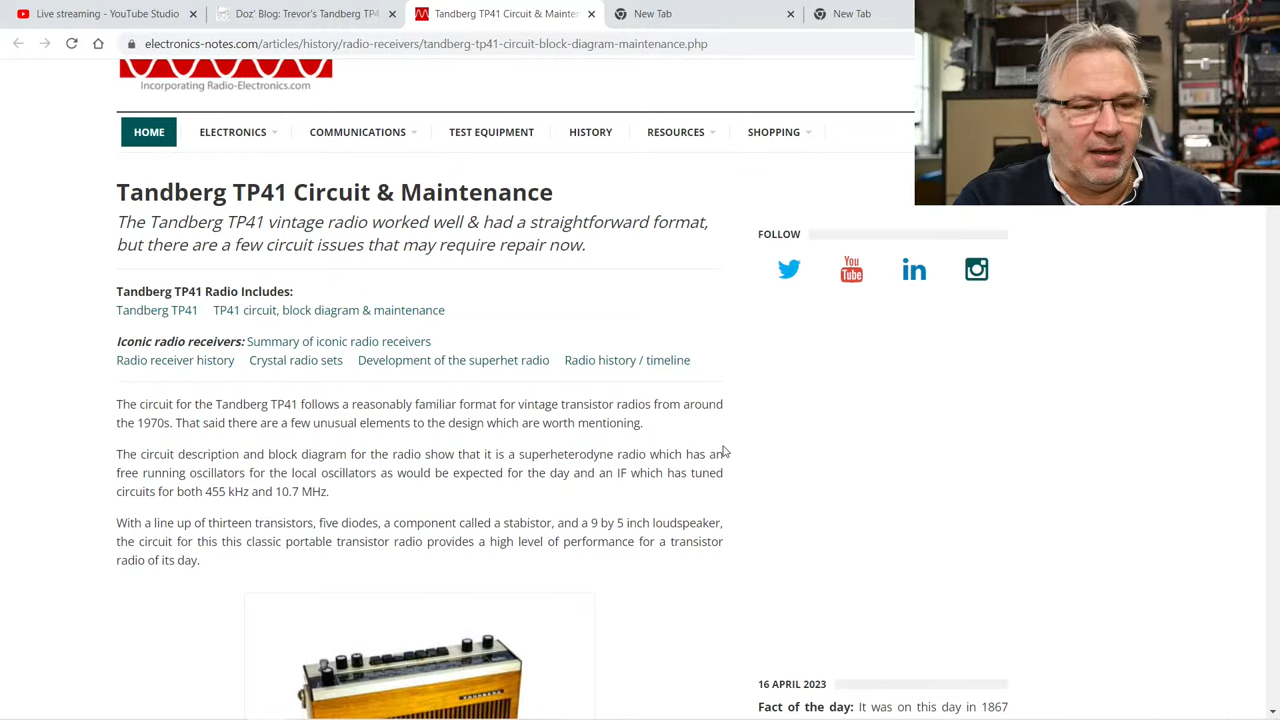 Live streaming - YouTube Studio
Doz' Blog: Trevor's Tandberg TP4
Tandberg TP41 Circuit & Mainten
New Tab
New Tab
electronics-notes.com/articles/history/radio-receivers/tandberg-tp41-circuit-block-diagram-maintenance.php
Incorporating Radio-Electronics.com
HOME ELECTRONICS COMMUNICATIONS TEST EQUIPMENT HISTORY RESOURCES SHOPPING
Tandberg TP41 Circuit & Maintenance
The Tandberg TP41 vintage radio worked well & had a straightforward format,
but there are a few circuit issues that may require repair now.
Tandberg TP41 Radio Includes:
Tandberg TP41 TP41 circuit, block diagram & maintenance
Iconic radio receivers: Summary of iconic radio receivers
Radio receiver history Crystal radio sets Development of the superhet radio Radio history / timeline
The circuit for the Tandberg TP41 follows a reasonably familiar format for vintage transistor radios from around
the 1970s. That said there are a few unusual elements to the design which are worth mentioning.
The circuit description and block diagram for the radio show that it is a superheterodyne radio which has an
free running oscillators for the local oscillators as would be expected for the day and an IF which has tuned
circuits for both 455 kHz and 10.7 MHz.
With a line up of thirteen transistors, five diodes, a component called a stabistor, and a 9 by 5 inch loudspeaker,
the circuit for this this classic portable transistor radio provides a high level of performance for a transistor
radio of its day.
FOLLOW
You
Tube
in
16 APRIL 2023
Fact of the day: It was on this day in 1867